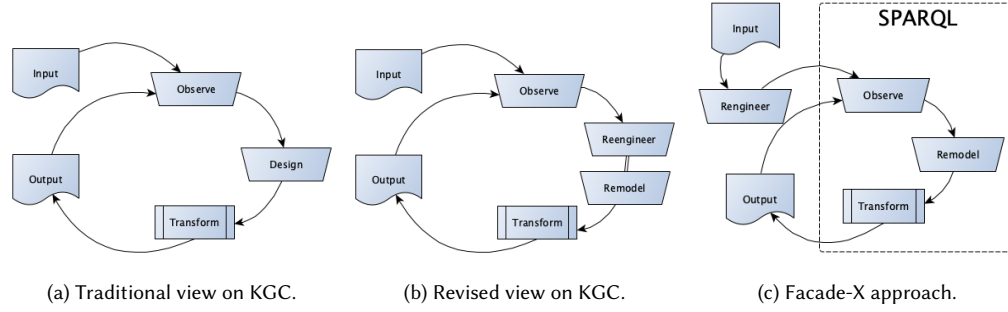 Input
Observe
Design
Transform
Output
(a) Traditional view on KGC.
Input
Observe
Reengineer
Remodel
Transform
Output
(b) Revised view on KGC.
SPARQL
Input
Rengineer
Observe
Remodel
Transform
Output
(c) Facade-X approach.